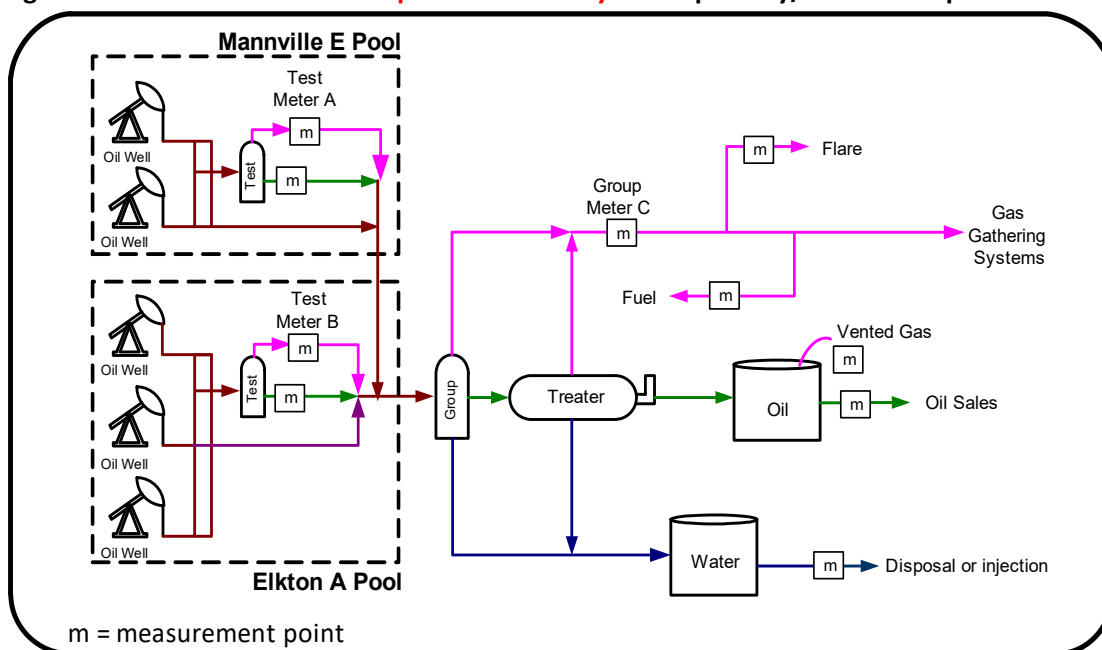 Mannville E Pool
Test
Meter A
m
Oil Well
Test
m
Oil Well
Flare
m
Group
Meter C
m
Gas
Gathering
Systems
Fuel
m
Test
Meter B
m
Oil Well
Test
m
Oil Well
Oil Well
Elkton A Pool
Group
Treater
Vented Gas
m
Oil
m
Oil Sales
Water
m
Disposal or injection
m = measurement point